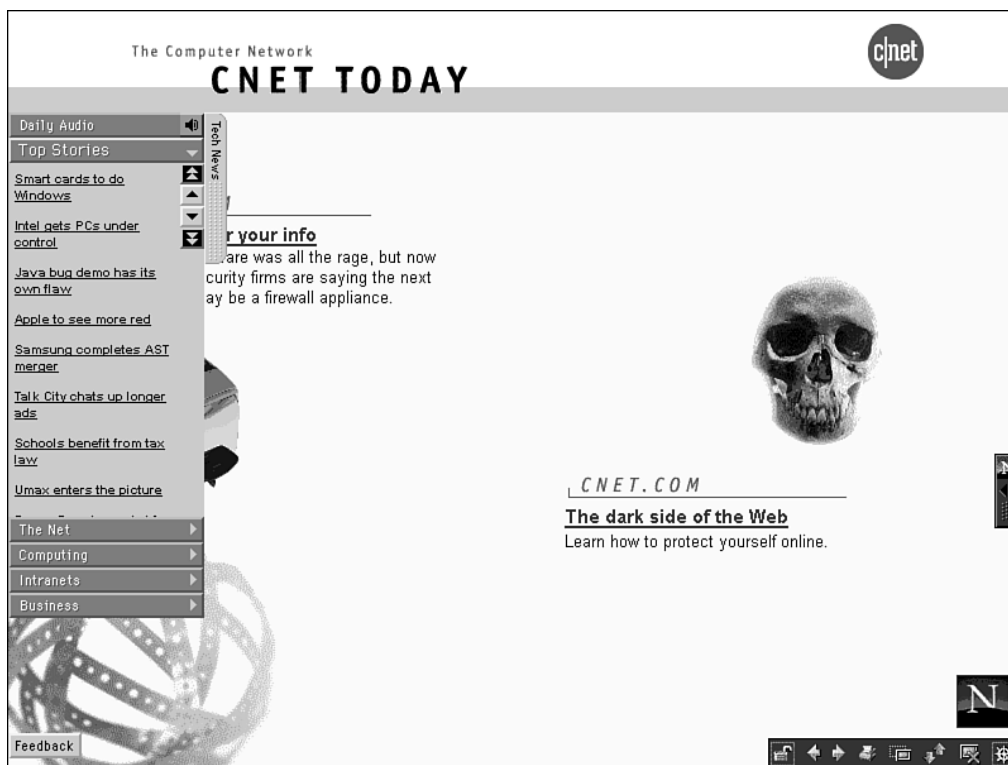 The Computer Network
CNET TODAY
c|net
Daily Audio
Top Stories
Tech News
Smart cards to do
Windows
Intel gets PCs under
control
Java bug demo has its
own flaw
Apple to see more red
Samsung completes AST
merger
Talk City chats up longer
ads
Schools benefit from tax
law
Umax enters the picture
The Net
Computing
Intranets
Business
your info
was all the rage, but now
firms are saying the next
be a firewall appliance.
CNET.COM
The dark side of the Web
Learn how to protect yourself online.
N
N
Feedback